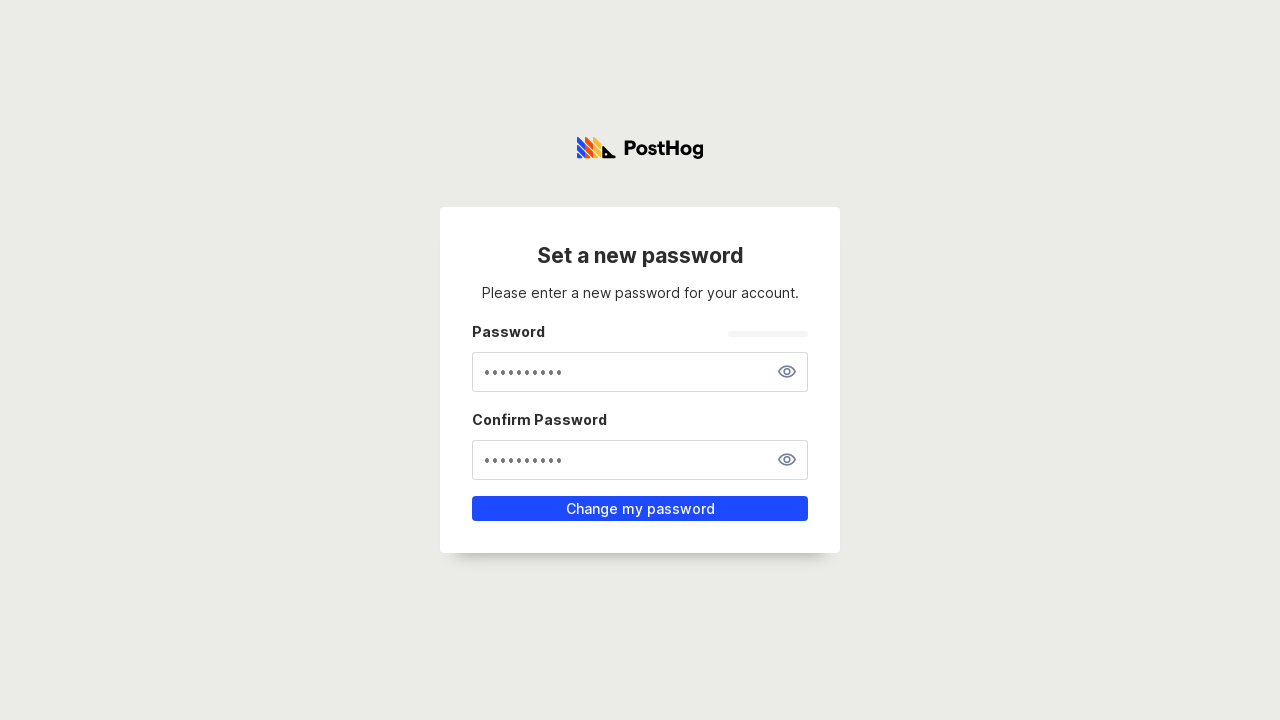 PostHog
Set a new password
Please enter a new password for your account.
Password
••••••••••
Confirm Password
••••••••••
Change my password